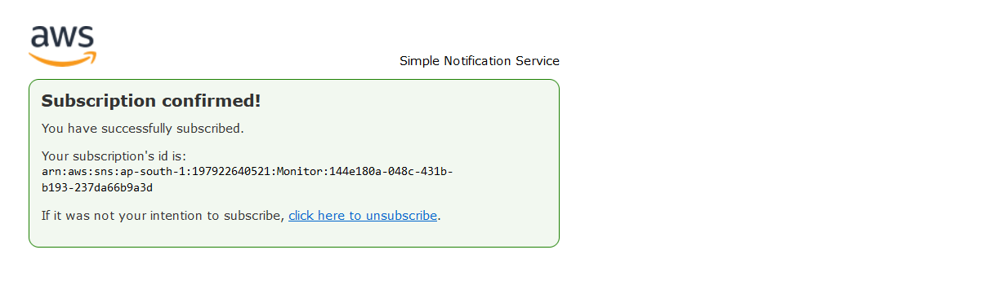 aws
Simple Notification Service
Subscription confirmed!
You have successfully subscribed.
Your subscription's id is:
arn:aws:sns:ap-south-1:197922640521:Monitor:144e180a-048c-431b-
b193-237da66b9a3d
If it was not your intention to subscribe, click here to unsubscribe.